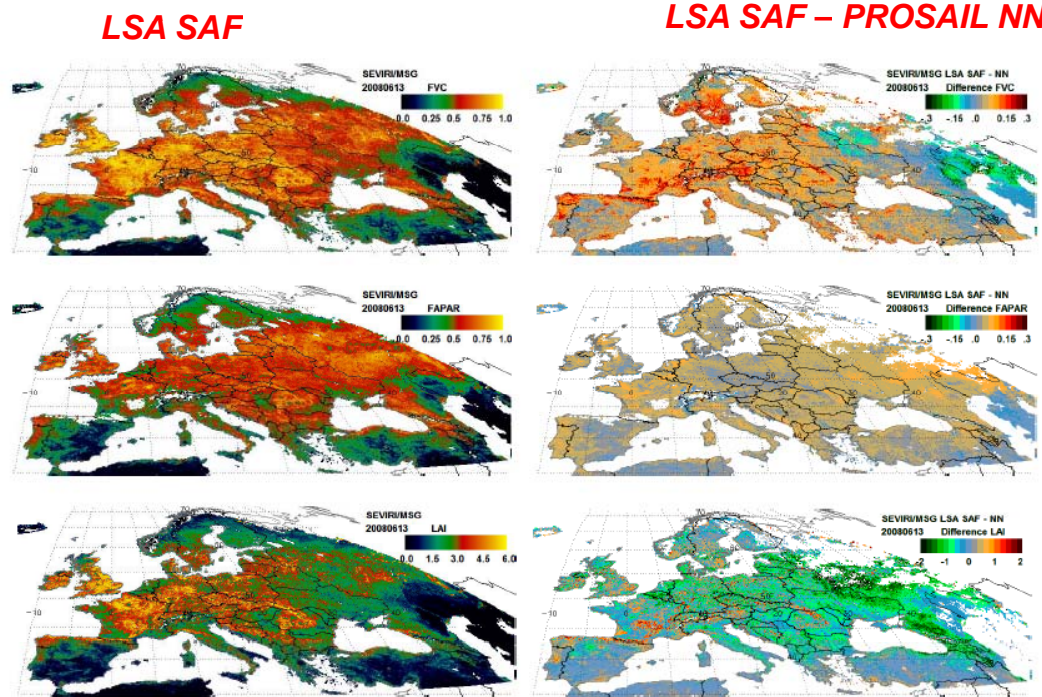 LSA SAF
LSA SAF – PROSAIL NN
SEVIRI/MSG
20080613 FVC
0.0 0.25 0.5 0.75 1.0
SEVIRI/MSG LSA SAF - NN
20080613 Difference FVC
-.3 -.15 .0 0.15 .3
SEVIRI/MSG
20080613 FAPAR
0.0 0.25 0.5 0.75 1.0
SEVIRI/MSG LSA SAF - NN
20080613 Difference FAPAR
-.3 -.15 .0 0.15 .3
SEVIRI/MSG
20080613 LAI
0.0 1.5 3.0 4.5 6.0
SEVIRI/MSG LSA SAF - NN
20080613 Difference LAI
-2 -1 0 1 2